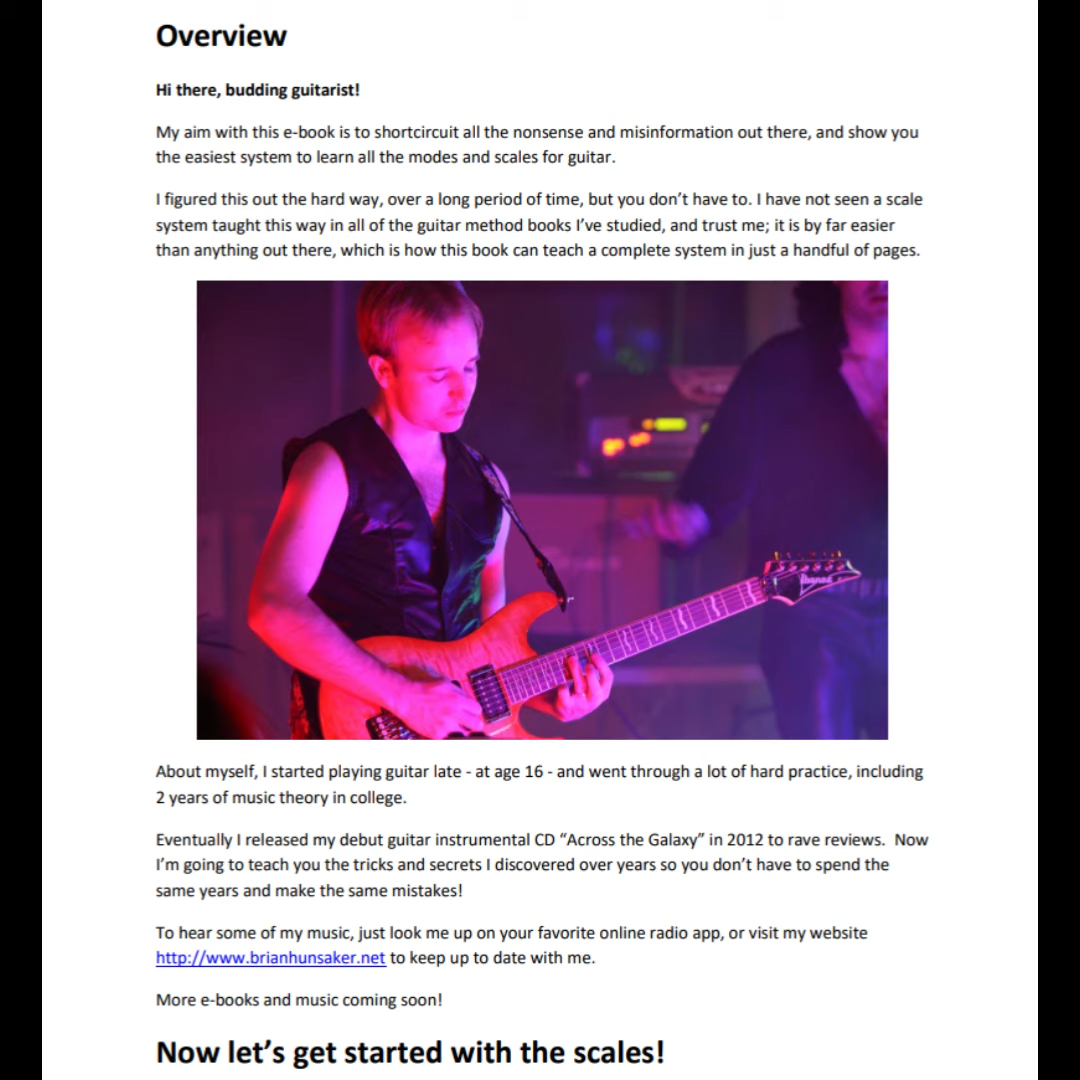 Overview
Hi there, budding guitarist!
My aim with this e-book is to shortcircuit all the nonsense and misinformation out there, and show you
the easiest system to learn all the modes and scales for guitar.
I figured this out the hard way, over a long period of time, but you don’t have to. I have not seen a scale
system taught this way in all of the guitar method books I’ve studied, and trust me; it is by far easier
than anything out there, which is how this book can teach a complete system in just a handful of pages.
Ibanez
About myself, I started playing guitar late - at age 16 - and went through a lot of hard practice, including
2 years of music theory in college.
Eventually I released my debut guitar instrumental CD “Across the Galaxy” in 2012 to rave reviews.  Now
I’m going to teach you the tricks and secrets I discovered over years so you don’t have to spend the
same years and make the same mistakes!
To hear some of my music, just look me up on your favorite online radio app, or visit my website
http://www.brianhunsaker.net to keep up to date with me.
More e-books and music coming soon!
Now let’s get started with the scales!